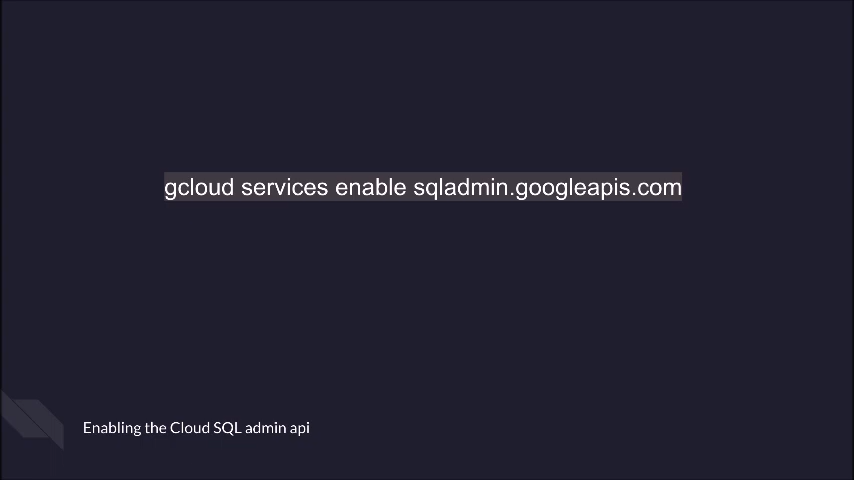 gcloud services enable sqladmin.googleapis.com
Enabling the Cloud SQL admin api